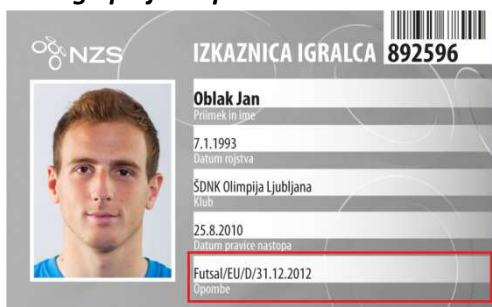 NZS
IZKAZNICA IGRALCA 892596
Oblak Jan
Priimek in ime
7.1.1993
Datum rojstva
ŠDNK Olimpija Ljubljana
Klub
25.8.2010
Datum pravice nastopa
Futsal/EU/D/31.12.2012
Opombe